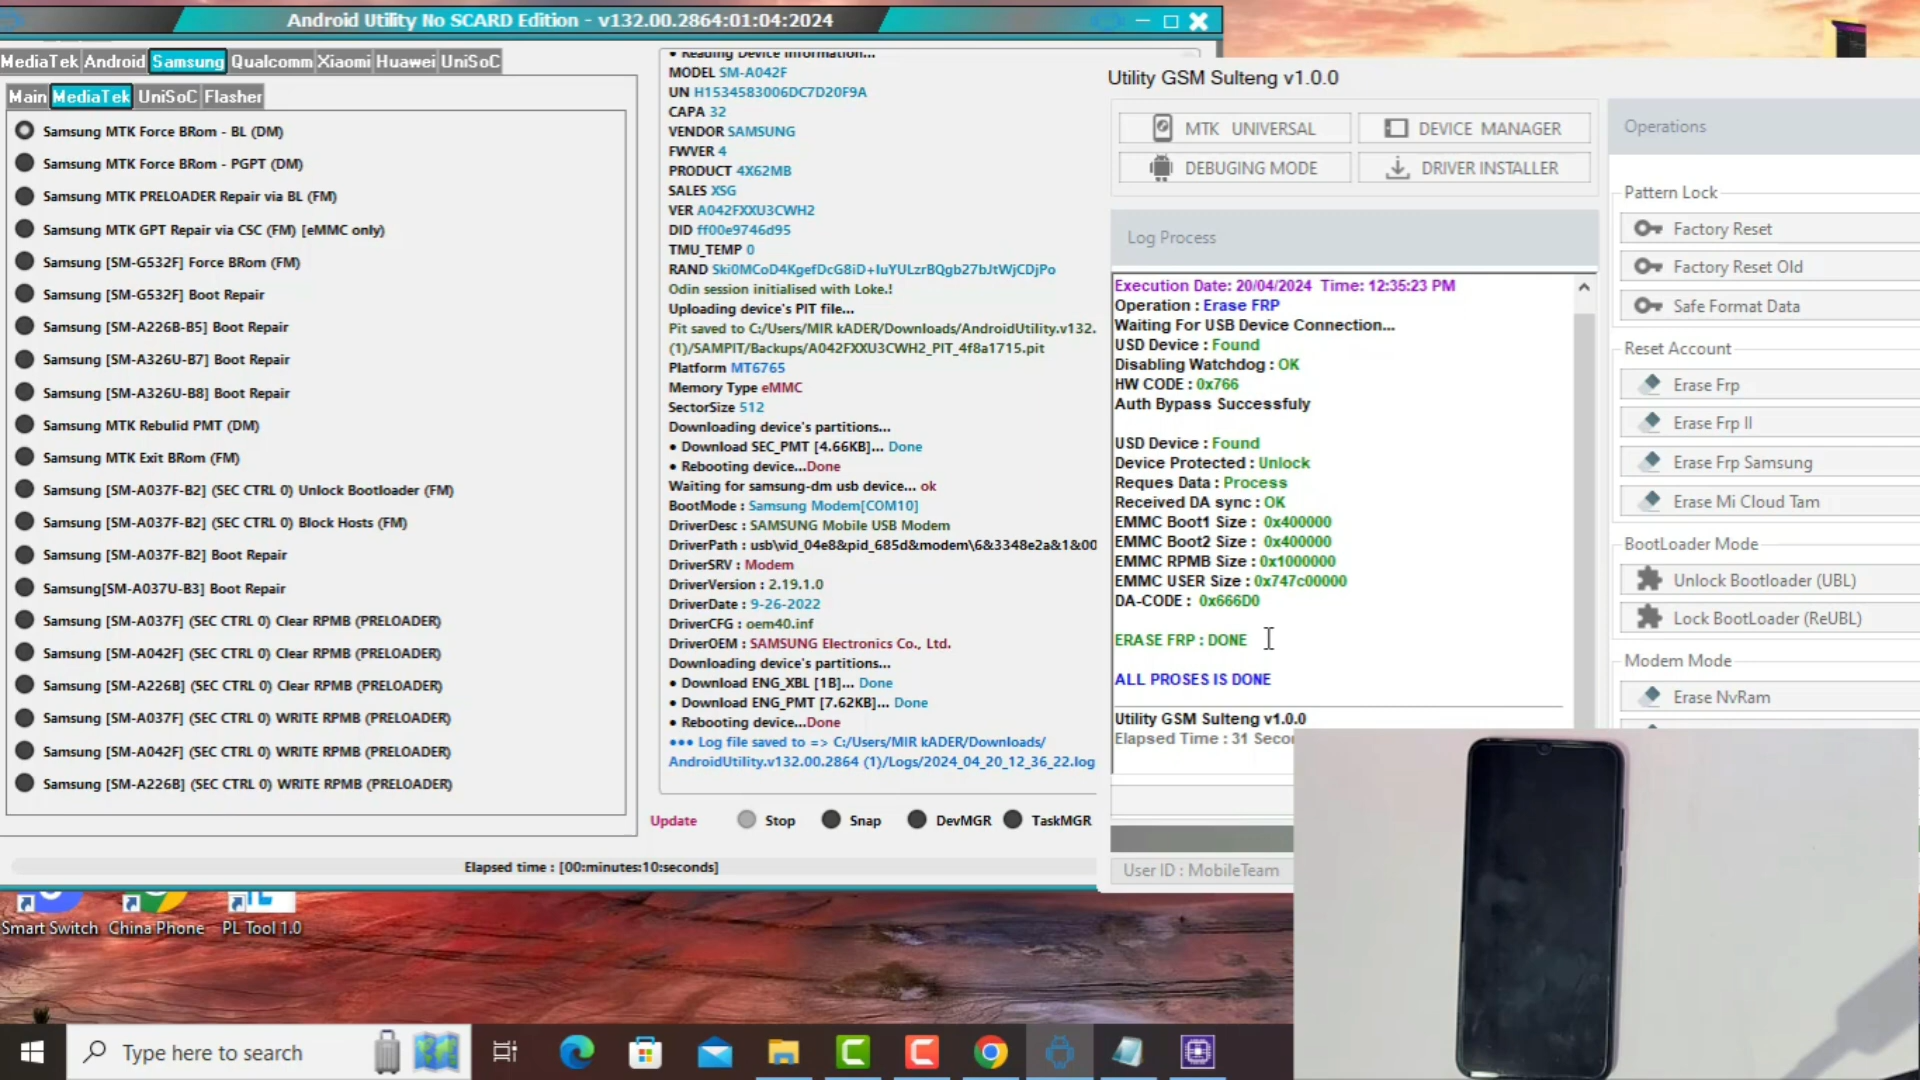 Android Utility No SCARD Edition - v132.00.2864:01:04:2024
MediaTek Android Samsung Qualcomm Xiaomi Huawei UniSoC
Main MediaTek UniSoC Flasher
Samsung MTK Force BRom - BL (DM)
Samsung MTK Force BRom - PGPT (DM)
Samsung MTK PRELOADER Repair via BL (FM)
Samsung MTK GPT Repair via CSC (FM) [eMMC only)
Samsung [SM-G532F] Force BRom (FM)
Samsung [SM-G532F] Boot Repair
Samsung [SM-A226B-B5] Boot Repair
Samsung [SM-A326U-B7] Boot Repair
Samsung [SM-A326U-B8] Boot Repair
Samsung MTK Rebulid PMT (DM)
Samsung MTK Exit BRom (FM)
Samsung [SM-A037F-B2] (SEC CTRL 0) Unlock Bootloader (FM)
Samsung [SM-A037F-B2] (SEC CTRL 0) Block Hosts (FM)
Samsung [SM-A037F-B2] Boot Repair
Samsung[SM-A037U-B3] Boot Repair
Samsung [SM-A037F] (SEC CTRL 0) Clear RPMB (PRELOADER)
Samsung [SM-A042F] (SEC CTRL 0) Clear RPMB (PRELOADER)
Samsung [SM-A226B] (SEC CTRL 0) Clear RPMB (PRELOADER)
Samsung [SM-A037F] (SEC CTRL 0) WRITE RPMB (PRELOADER)
Samsung [SM-A042F] (SEC CTRL 0) WRITE RPMB (PRELOADER)
Samsung [SM-A226B] (SEC CTRL 0) WRITE RPMB (PRELOADER)
• Reading Device Information...
MODEL SM-A042F
UN H1534583006DC7D20F9A
CAPA 32
VENDOR SAMSUNG
FWVER 4
PRODUCT 4X62MB
SALES XSG
VER A042FXXU3CWH2
DID ff00e9746d95
TMU_TEMP 0
RAND Ski0MCoD4KgefDcG8iD+IuYULzrBQgb27bJtWjCDjPo
Odin session initialised with Loke.!
Uploading device's PIT file...
Pit saved to C:/Users/MIR kADER/Downloads/AndroidUtility.v132.
(1)/SAMPIT/Backups/A042FXXU3CWH2_PIT_4f8a1715.pit
Platform MT6765
Memory Type eMMC
SectorSize 512
Downloading device's partitions...
• Download SEC_PMT [4.66KB]... Done
• Rebooting device...Done
Waiting for samsung-dm usb device... ok
BootMode : Samsung Modem[COM10]
DriverDesc : SAMSUNG Mobile USB Modem
DriverPath : usb\vid_04e8&pid_685d&modem\6&3348e2a&1&00
DriverSRV : Modem
DriverVersion : 2.19.1.0
DriverDate : 9-26-2022
DriverCFG : oem40.inf
DriverOEM : SAMSUNG Electronics Co., Ltd.
Downloading device's partitions...
• Download ENG_XBL [1B]... Done
• Download ENG_PMT [7.62KB]... Done
• Rebooting device...Done
••• Log file saved to => C:/Users/MIR kADER/Downloads/
AndroidUtility.v132.00.2864 (1)/Logs/2024_04_20_12_36_22.log
Update Stop Snap DevMGR TaskMGR
Elapsed time : [00:minutes:10:seconds]
Utility GSM Sulteng v1.0.0
MTK UNIVERSAL DEVICE MANAGER
DEBUGING MODE DRIVER INSTALLER
Log Process
Execution Date: 20/04/2024 Time: 12:35:23 PM
Operation : Erase FRP
Waiting For USB Device Connection...
USD Device : Found
Disabling Watchdog : OK
HW CODE : 0x766
Auth Bypass Successfuly
USD Device : Found
Device Protected : Unlock
Reques Data : Process
Received DA sync : OK
EMMC Boot1 Size : 0x400000
EMMC Boot2 Size : 0x400000
EMMC RPMB Size : 0x1000000
EMMC USER Size : 0x747c00000
DA-CODE : 0x666D0
ERASE FRP : DONE
ALL PROSES IS DONE
Utility GSM Sulteng v1.0.0
Elapsed Time : 31 Secon
User ID : MobileTeam
Operations
Pattern Lock
Factory Reset
Factory Reset Old
Safe Format Data
Reset Account
Erase Frp
Erase Frp II
Erase Frp Samsung
Erase Mi Cloud Tam
BootLoader Mode
Unlock Bootloader (UBL)
Lock BootLoader (ReUBL)
Modem Mode
Erase NvRam
Smart Switch China Phone PL Tool 1.0
Type here to search